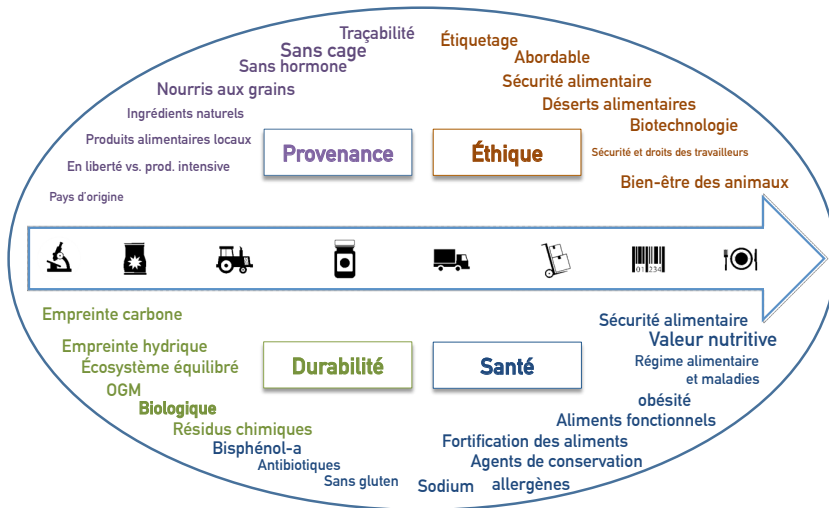 Traçabilité
Sans cage
Sans hormone
Nourris aux grains
Ingrédients naturels
Produits alimentaires locaux
En liberté vs. prod. intensive
Pays d'origine
Provenance
Étiquetage
Abordable
Sécurité alimentaire
Déserts alimentaires
Biotechnologie
Sécurité et droits des travailleurs
Bien-être des animaux
Éthique
01 234
Empreinte carbone
Empreinte hydrique
Écosystème équilibré
OGM
Biologique
Résidus chimiques
Durabilité
Bisphénol-a
Antibiotiques
Sans gluten
Sodium
Santé
Sécurité alimentaire
Valeur nutritive
Régime alimentaire
et maladies
obésité
Aliments fonctionnels
Fortification des aliments
Agents de conservation
allergènes